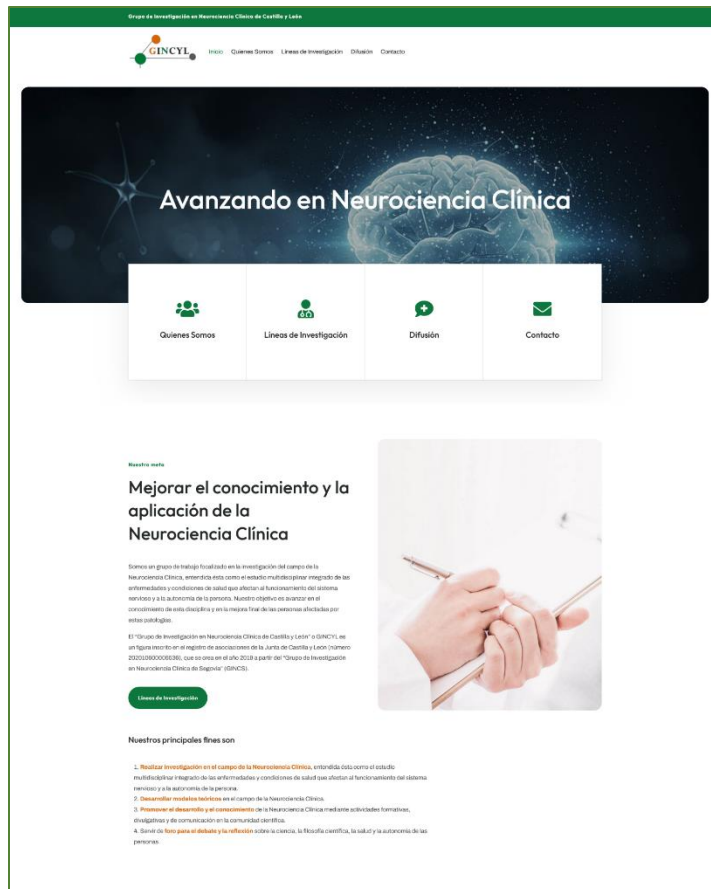 Grupo de Investigación en Neurociencia Clínica de Castilla y León
GINCYL
Inicio Quienes Somos Líneas de Investigación Difusión Contacto
Avanzando en Neurociencia Clínica
Quienes Somos
Líneas de Investigación
Difusión
Contacto
Nuestra meta
Mejorar el conocimiento y la
aplicación de la
Neurociencia Clínica
Somos un grupo de trabajo focalizado en la investigación del campo de la
Neurociencia Clínica, entendida ésta como el estudio multidisciplinar integrado de las
enfermedades y condiciones de salud que afectan al funcionamiento del sistema
nervioso y a la autonomía de la persona. Nuestro objetivo es avanzar en el
conocimiento de esta disciplina y en la mejora final de las personas afectadas por
estas patologías.
El "Grupo de Investigación en Neurociencia Clínica de Castilla y León" o GINCYL es
un figura inscrito en el registro de asociaciones de la Junta de Castilla y León (número
), que se crea en el año 2019 a partir del "Grupo de Investigación
en Neurociencia Clínica de Segovia" (GINCS).
Líneas de Investigación
Nuestros principales fines son
1. Realizar investigación en el campo de la Neurociencia Clínica, entendida ésta como el estudio
multidisciplinar integrado de las enfermedades y condiciones de salud que afectan al funcionamiento del sistema
nervioso y a la autonomía de la persona.
2. Desarrollar modelos teóricos en el campo de la Neurociencia Clínica.
3. Promover el desarrollo y el conocimiento de la Neurociencia Clínica mediante actividades formativas,
divulgativas y de comunicación en la comunidad científica.
4. Servir de foro para el debate y la reflexión sobre la ciencia, la filosofía científica, la salud y la autonomía de las
personas.